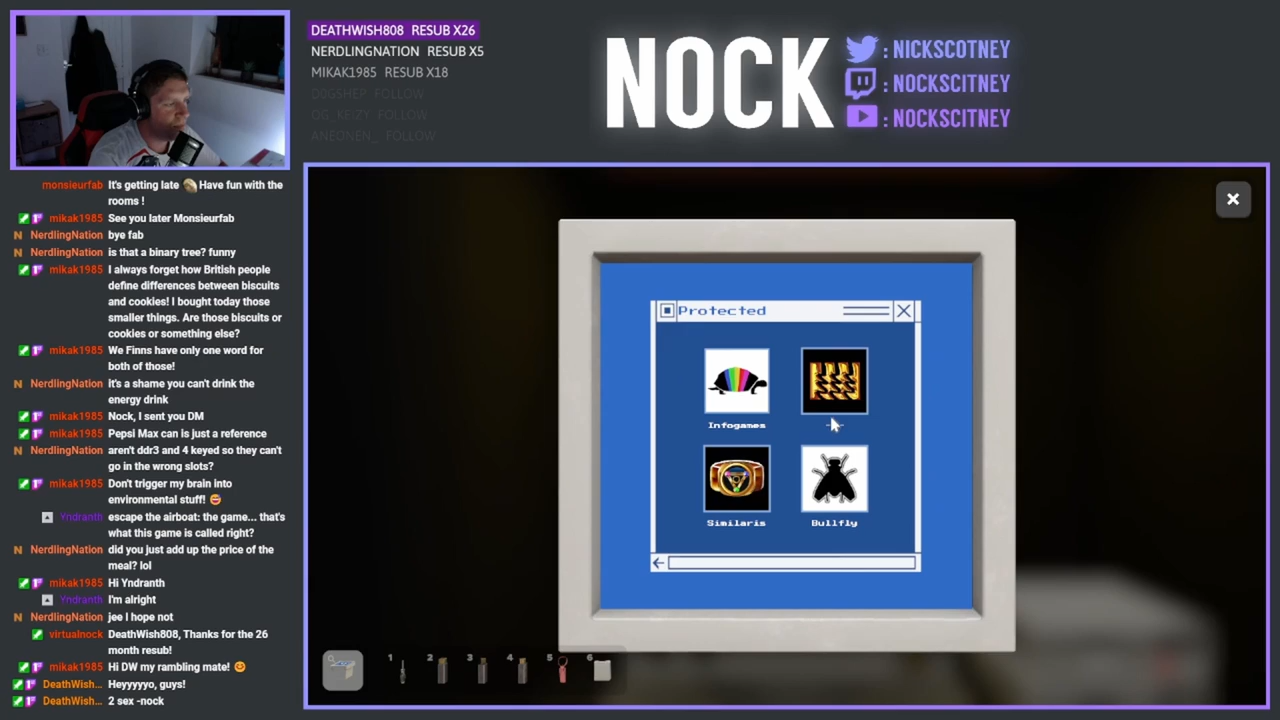 DEATHWISH808 RESUB X26
NERDLINGNATION RESUB X5
MIKAK1985 RESUB X18
D0GSHEP FOLLOW
OG_KEIZY FOLLOW
ANEONEN_ FOLLOW
NOCK
: NICKSCOTNEY
: NOCKSCITNEY
: NOCKSCITNEY
monsieurfab It's getting late Have fun with the
rooms !
mikak1985 See you later Monsieurfab
NerdlingNation bye fab
NerdlingNation is that a binary tree? funny
mikak1985 I always forget how British people
define differences between biscuits
and cookies! I bought today those
smaller things. Are those biscuits or
cookies or something else?
mikak1985 We Finns have only one word for
both of those!
NerdlingNation it's a shame you can't drink the
energy drink
mikak1985 Nock, I sent you DM
mikak1985 Pepsi Max can is just a reference
NerdlingNation aren't ddr3 and 4 keyed so they can't
go in the wrong slots?
mikak1985 Don't trigger my brain into
environmental stuff!
Yndranth escape the airboat: the game... that's
what this game is called right?
NerdlingNation did you just add up the price of the
meal? lol
mikak1985 Hi Yndranth
Yndranth I'm alright
NerdlingNation jee I hope not
virtualnock DeathWish808, Thanks for the 26
month resub!
mikak1985 Hi DW my rambling mate!
DeathWish... Heyyyyyo, guys!
DeathWish... 2 sex -nock
Protected
Infogames
Similaris
Bullfly
1 2 3 4 5 6